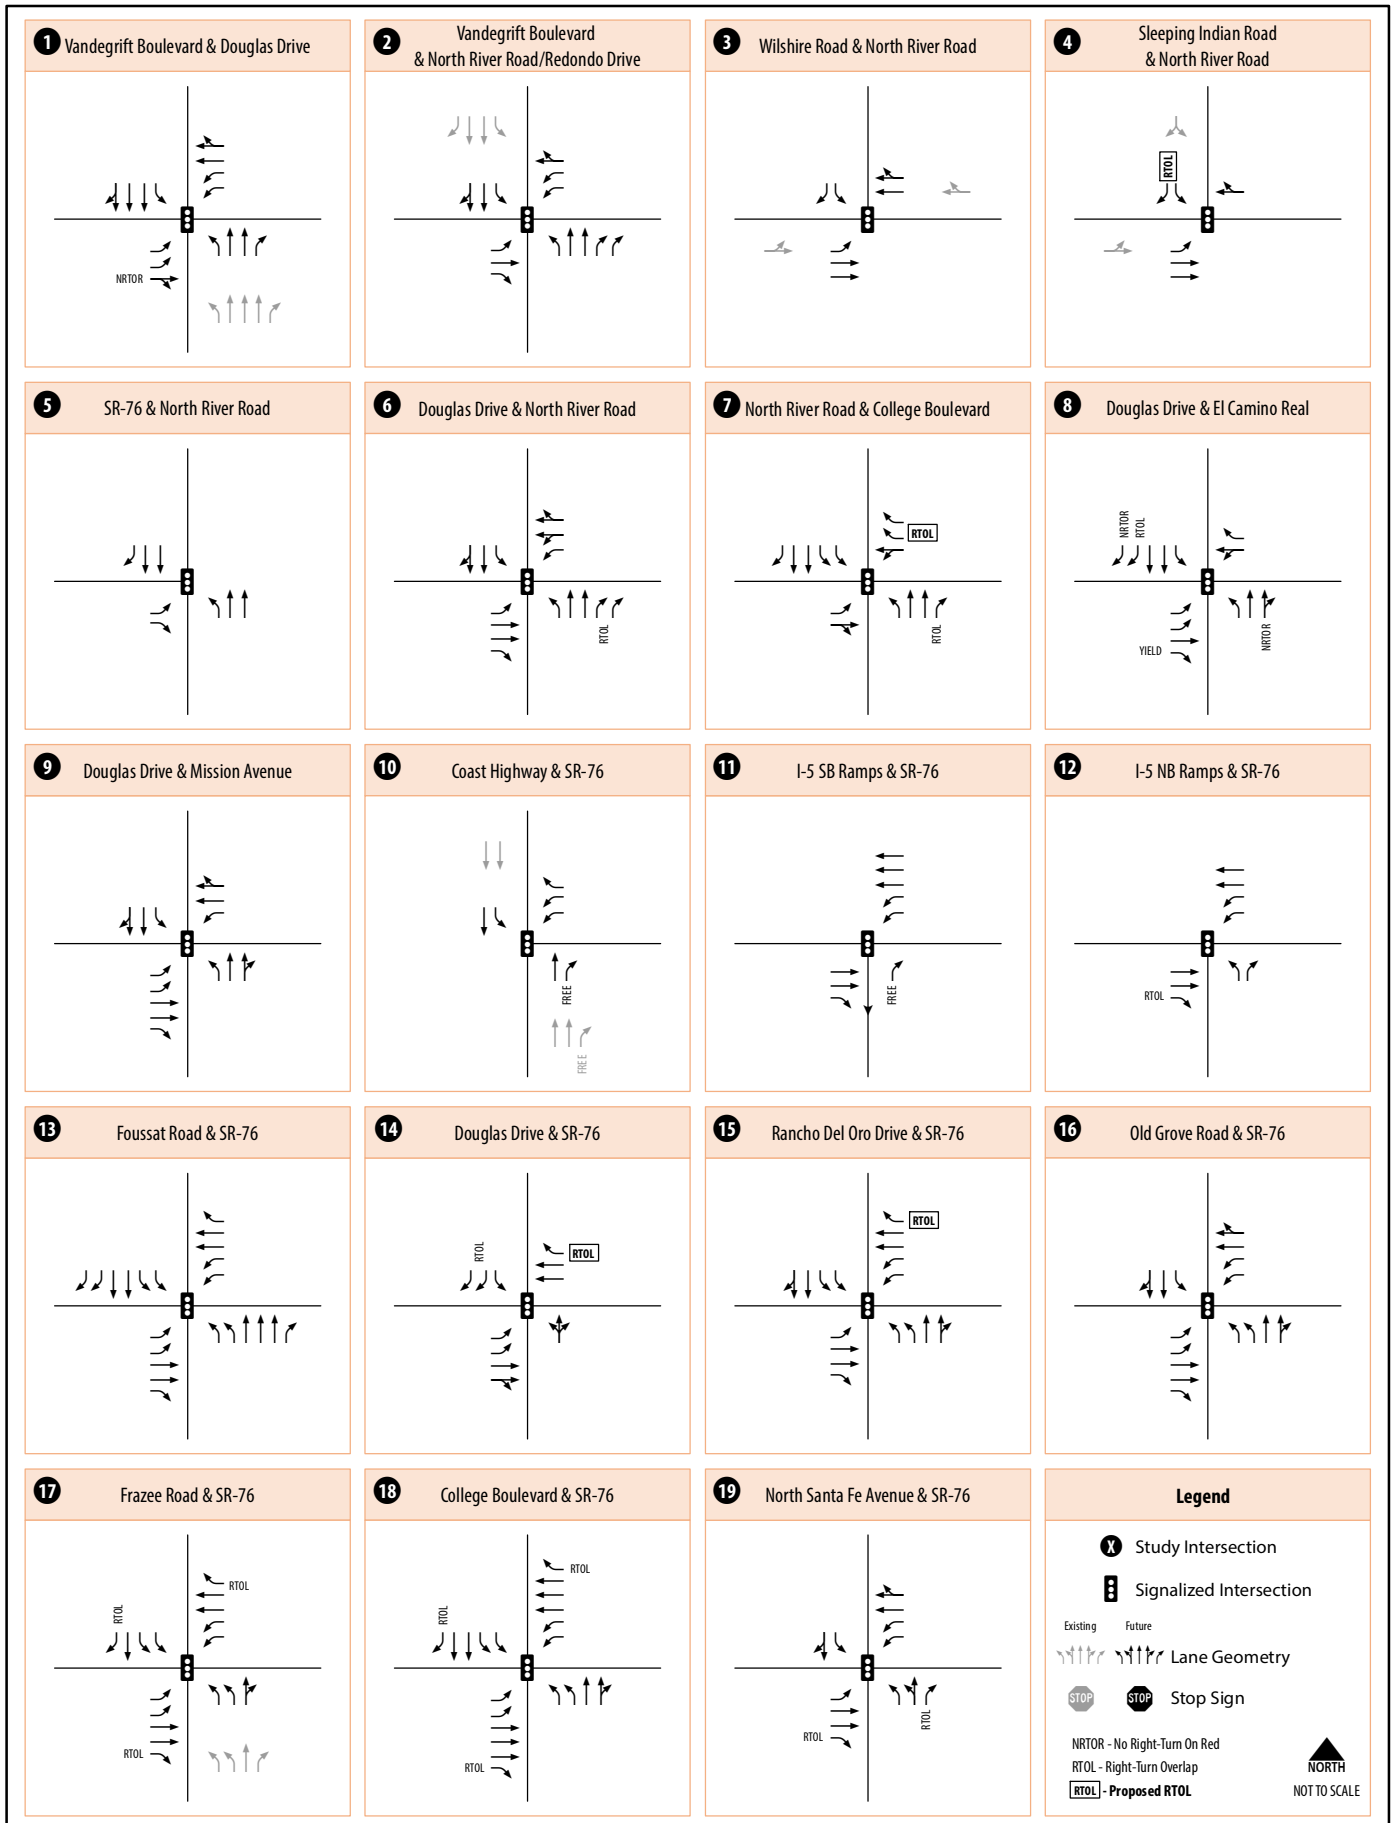 1 Vandegrift Boulevard & Douglas Drive
NRTOR
2 Vandegrift Boulevard
& North River Road/Redondo Drive
3 Wilshire Road & North River Road
4 Sleeping Indian Road
& North River Road
RTOL
5 SR-76 & North River Road
6 Douglas Drive & North River Road
RTOL
7 North River Road & College Boulevard
RTOL
RTOL
8 Douglas Drive & El Camino Real
NRTOR
RTOL
YIELD
NRTOR
9 Douglas Drive & Mission Avenue
10 Coast Highway & SR-76
FREE
FREE
11 I-5 SB Ramps & SR-76
FREE
12 I-5 NB Ramps & SR-76
RTOL
13 Foussat Road & SR-76
14 Douglas Drive & SR-76
RTOL
RTOL
15 Rancho Del Oro Drive & SR-76
RTOL
16 Old Grove Road & SR-76
17 Frazee Road & SR-76
RTOL
RTOL
RTOL
18 College Boulevard & SR-76
RTOL
RTOL
RTOL
19 North Santa Fe Avenue & SR-76
RTOL
RTOL
Legend
X Study Intersection
Signalized Intersection
Existing Future
Lane Geometry
STOP STOP Stop Sign
NRTOR - No Right-Turn On Red
RTOL - Right-Turn Overlap
RTOL - Proposed RTOL
NORTH
NOT TO SCALE